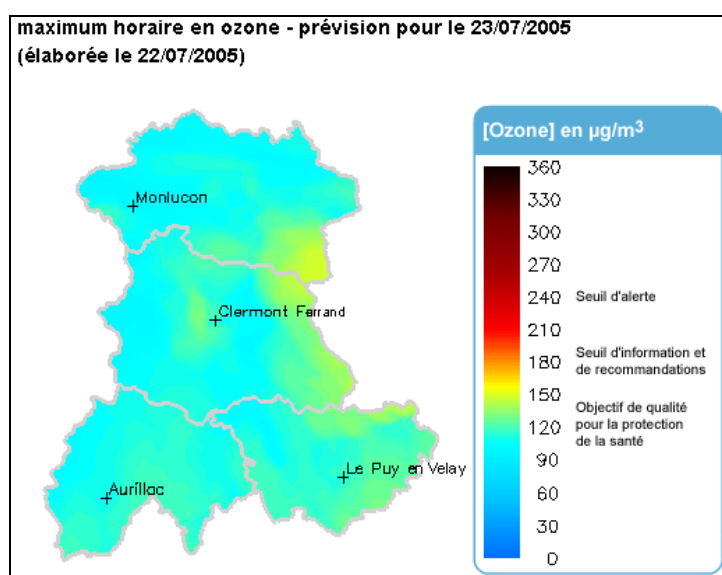 maximum horaire en ozone - prévision pour le 23/07/2005
(élaborée le 22/07/2005)
Monlucon
Clermont Ferrand
Le Puy en Velay
Aurillac
[Ozone] en µg/m3
360
330
300
270
240 Seuil d'alerte
210
180 Seuil d'information et
de recommandations
150
120 Objectif de qualité
pour la protection
de la santé
90
60
30
0